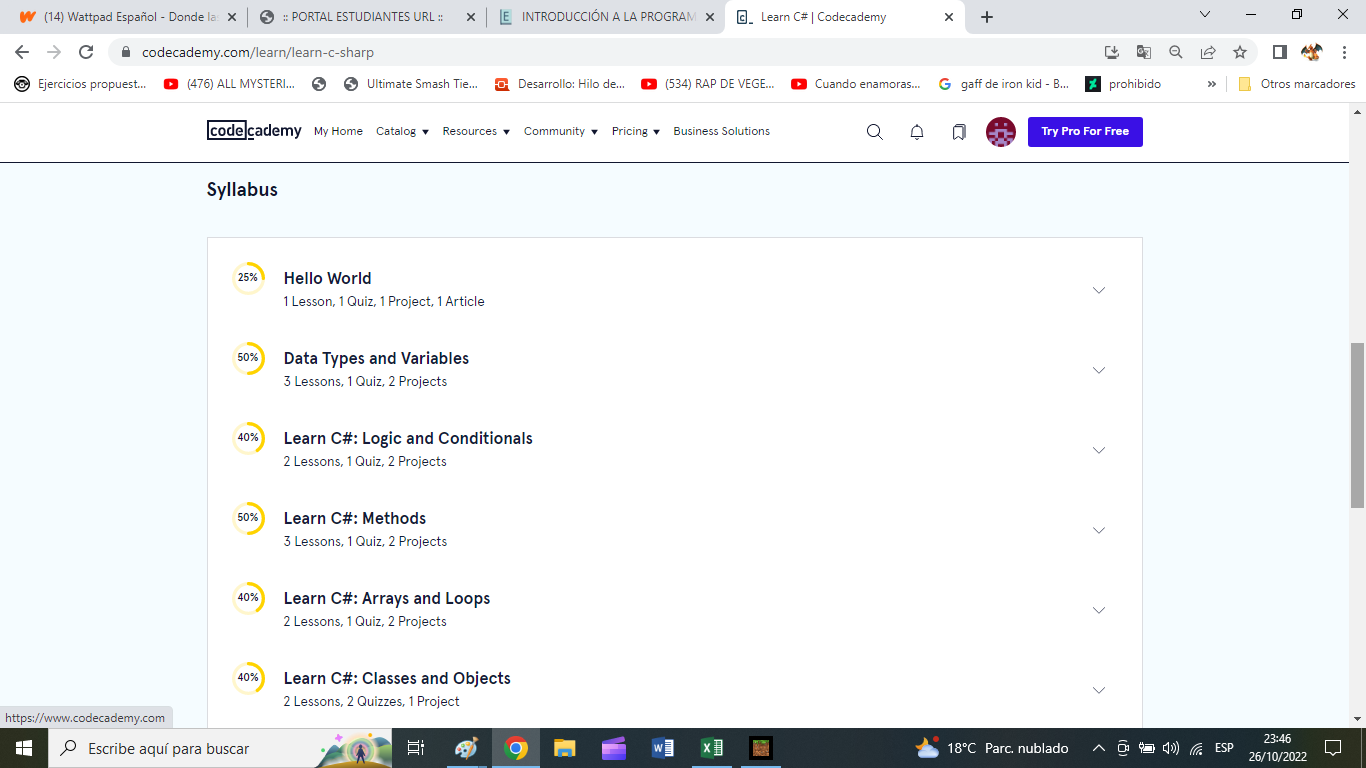 (14) Wattpad Español - Donde la
:: PORTAL ESTUDIANTES URL ::
INTRODUCCIÓN A LA PROGRAM
Learn C# | Codecademy
codecademy.com/learn/learn-c-sharp
Ejercicios propuest...
(476) ALL MYSTERI...
Ultimate Smash Tie...
Desarrollo: Hilo de...
(534) RAP DE VEGE...
Cuando enamoras...
gaff de iron kid - B...
prohibido
»
Otros marcadores
codecademy
My Home
Catalog
Resources
Community
Pricing
Business Solutions
Try Pro For Free
Syllabus
25%
Hello World
1 Lesson, 1 Quiz, 1 Project, 1 Article
50%
Data Types and Variables
3 Lessons, 1 Quiz, 2 Projects
40%
Learn C#: Logic and Conditionals
2 Lessons, 1 Quiz, 2 Projects
50%
Learn C#: Methods
3 Lessons, 1 Quiz, 2 Projects
40%
Learn C#: Arrays and Loops
2 Lessons, 1 Quiz, 2 Projects
40%
Learn C#: Classes and Objects
2 Lessons, 2 Quizzes, 1 Project
https://www.codecademy.com
Escribe aquí para buscar
18°C Parc. nublado
ESP
23:46
26/10/2022